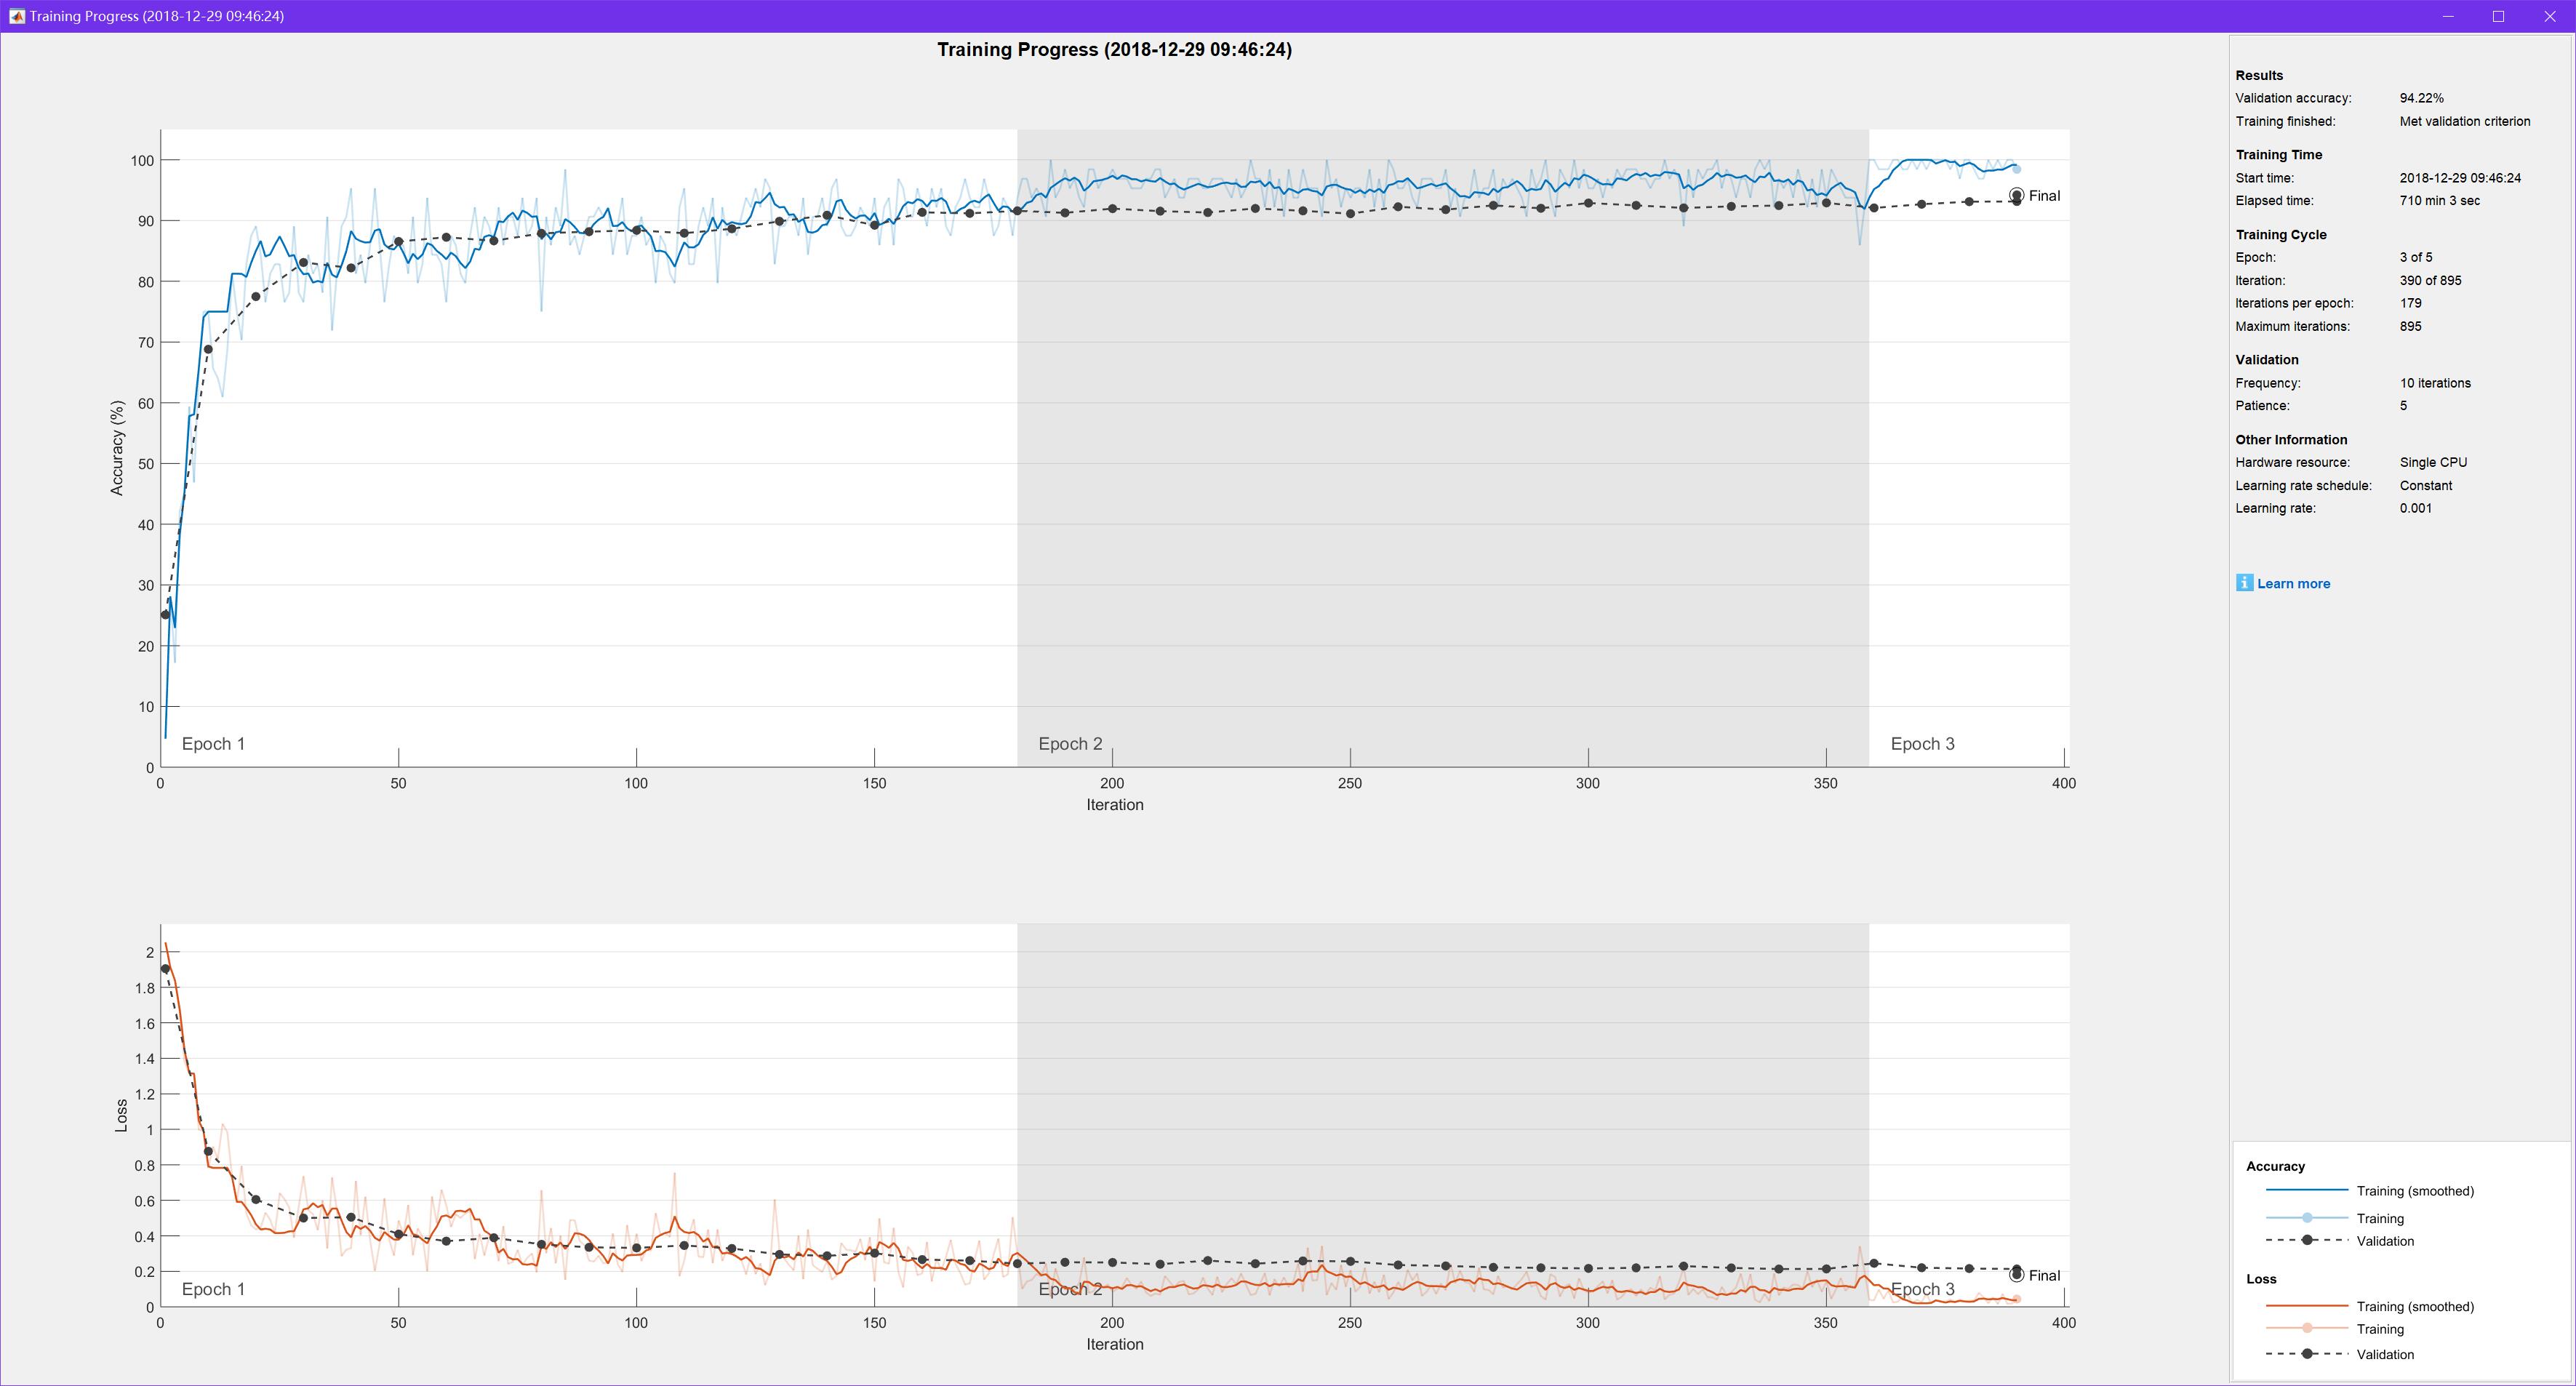 Training Progress (2018-12-29 09:46:24)
Training Progress (2018-12-29 09:46:24)
100
90
80
70
60
50
40
30
20
10
0
Accuracy (%)
Epoch 1
Epoch 2
Epoch 3
Final
0 50 100 150 200 250 300 350 400
Iteration
2
1.8
1.6
1.4
1.2
1
0.8
0.6
0.4
0.2
0
Loss
Epoch 1
Epoch 2
Epoch 3
Final
0 50 100 150 200 250 300 350 400
Iteration
Results
Validation accuracy: 94.22%
Training finished: Met validation criterion
Training Time
Start time: 2018-12-29 09:46:24
Elapsed time: 710 min 3 sec
Training Cycle
Epoch: 3 of 5
Iteration: 390 of 895
Iterations per epoch: 179
Maximum iterations: 895
Validation
Frequency: 10 iterations
Patience: 5
Other Information
Hardware resource: Single CPU
Learning rate schedule: Constant
Learning rate: 0.001
i Learn more
Accuracy
Training (smoothed)
Training
Validation
Loss
Training (smoothed)
Training
Validation